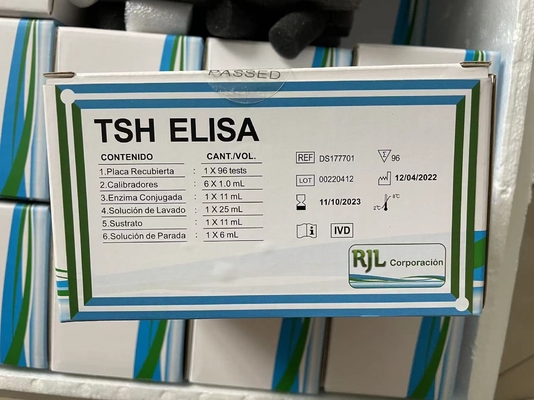 PASSED
TSH ELISA
CONTENIDO CANT./VOL.
1.Placa Recubierta : 1 X 96 tests
2.Calibradores : 6 X 1.0 mL
3.Enzima Conjugada : 1 X 11 mL
4.Solución de Lavado : 1 X 25 mL
5.Sustrato : 1 X 11 mL
6.Solución de Parada : 1 X 6 mL
REF DS177701 Σ 96
LOT 00220412 12/04/2022
11/10/2023 2°C 8°C
i IVD
RJL Corporación